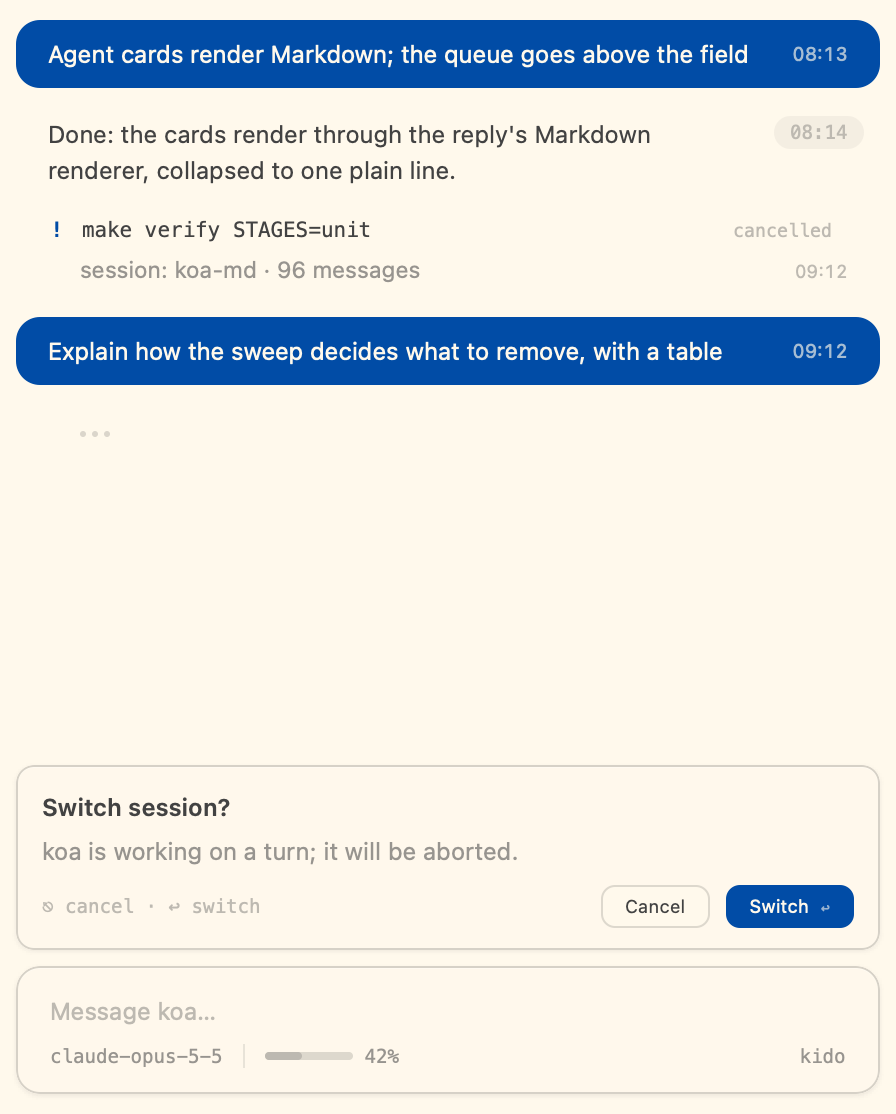 Agent cards render Markdown; the queue goes above the field 08:13
Done: the cards render through the reply's Markdown 08:14
renderer, collapsed to one plain line.
! make verify STAGES=unit cancelled
session: koa-md · 96 messages 09:12
Explain how the sweep decides what to remove, with a table 09:12
Switch session?
koa is working on a turn; it will be aborted.
⎋ cancel · ↩ switch Cancel Switch ↩
Message koa...
claude-opus-5-5 42% kido